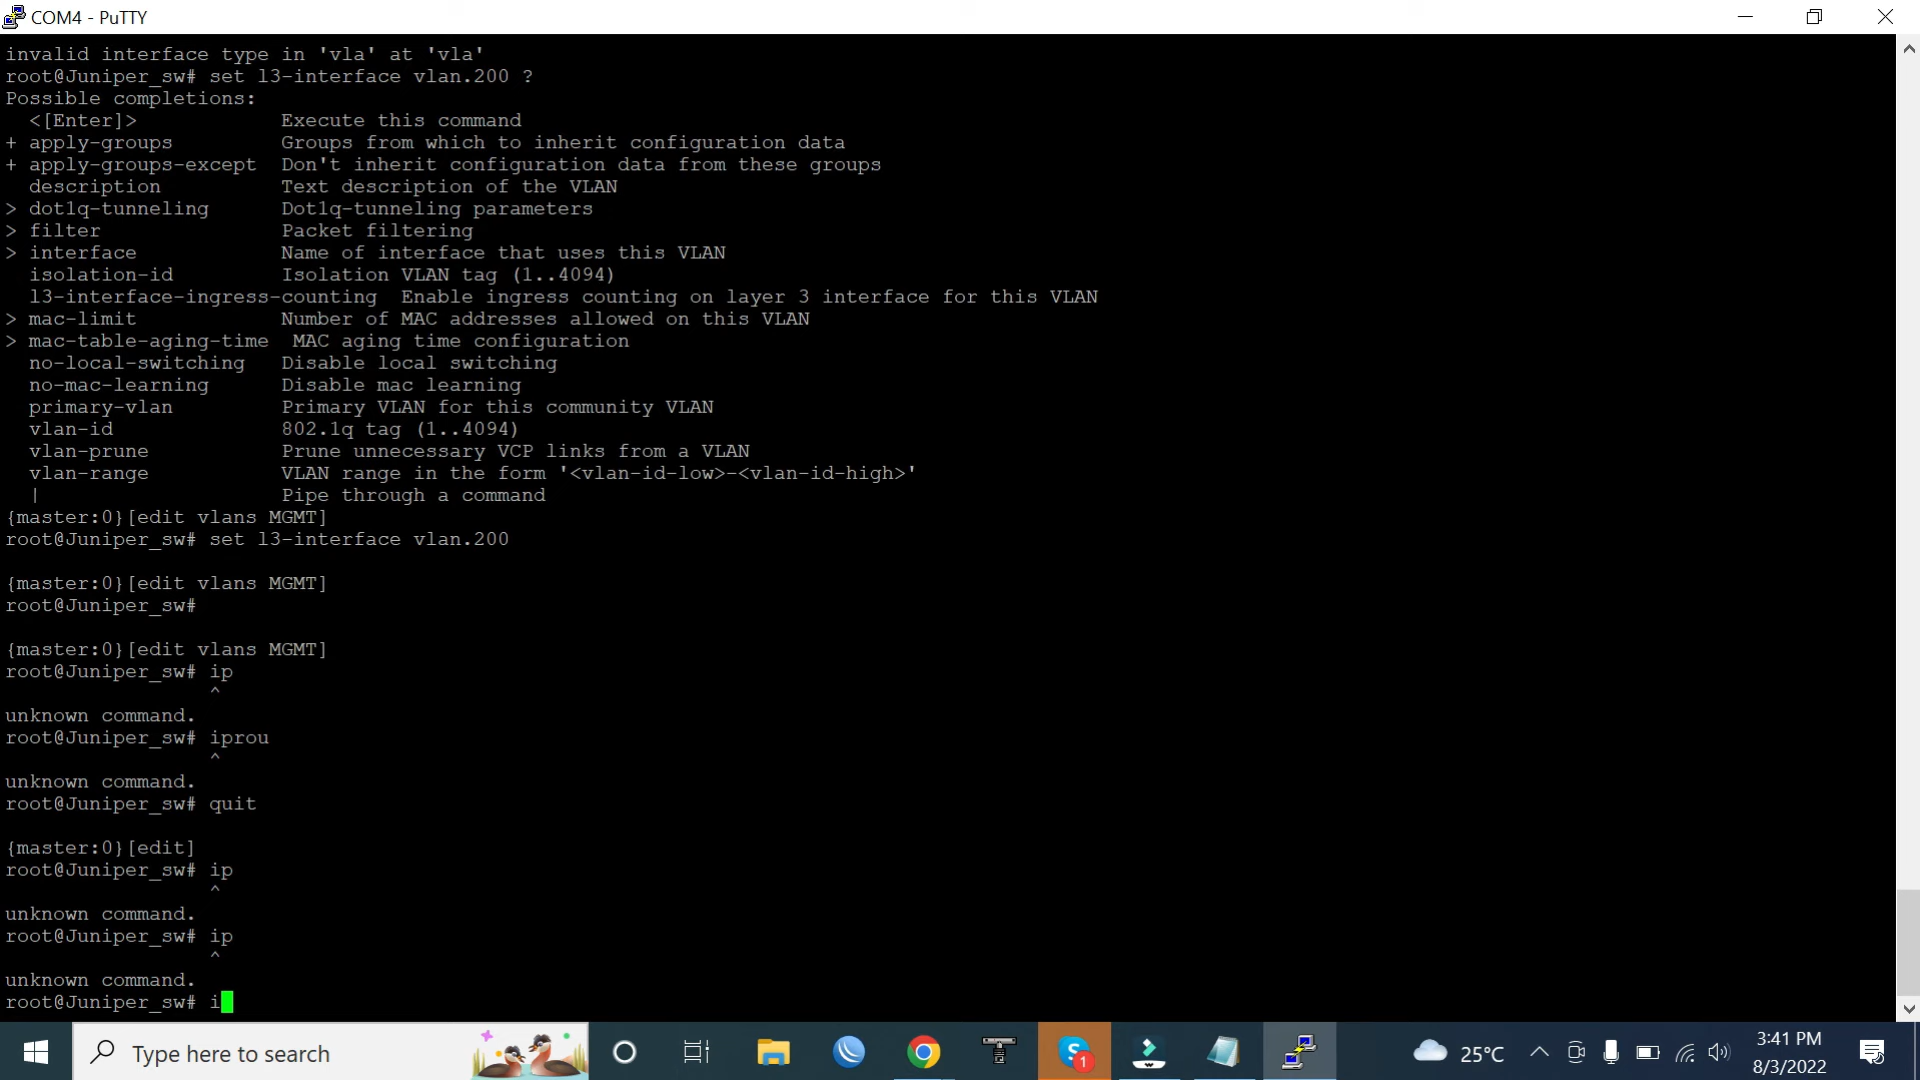 COM4 - PuTTY
invalid interface type in 'vla' at 'vla'
root@Juniper_sw# set l3-interface vlan.200 ?
Possible completions:
  <[Enter]>            Execute this command
+ apply-groups         Groups from which to inherit configuration data
+ apply-groups-except  Don't inherit configuration data from these groups
  description          Text description of the VLAN
> dot1q-tunneling      Dot1q-tunneling parameters
> filter               Packet filtering
> interface            Name of interface that uses this VLAN
  isolation-id         Isolation VLAN tag (1..4094)
  l3-interface-ingress-counting  Enable ingress counting on layer 3 interface for this VLAN
> mac-limit            Number of MAC addresses allowed on this VLAN
> mac-table-aging-time  MAC aging time configuration
  no-local-switching   Disable local switching
  no-mac-learning      Disable mac learning
  primary-vlan         Primary VLAN for this community VLAN
  vlan-id              802.1q tag (1..4094)
  vlan-prune           Prune unnecessary VCP links from a VLAN
  vlan-range           VLAN range in the form '<vlan-id-low>-<vlan-id-high>'
  |                    Pipe through a command
{master:0}[edit vlans MGMT]
root@Juniper_sw# set l3-interface vlan.200
{master:0}[edit vlans MGMT]
root@Juniper_sw#
{master:0}[edit vlans MGMT]
root@Juniper_sw# ip
^
unknown command.
root@Juniper_sw# iprou
^
unknown command.
root@Juniper_sw# quit
{master:0}[edit]
root@Juniper_sw# ip
^
unknown command.
root@Juniper_sw# ip
^
unknown command.
root@Juniper_sw# i
Type here to search
S
1
25°C
3:41 PM
8/3/2022